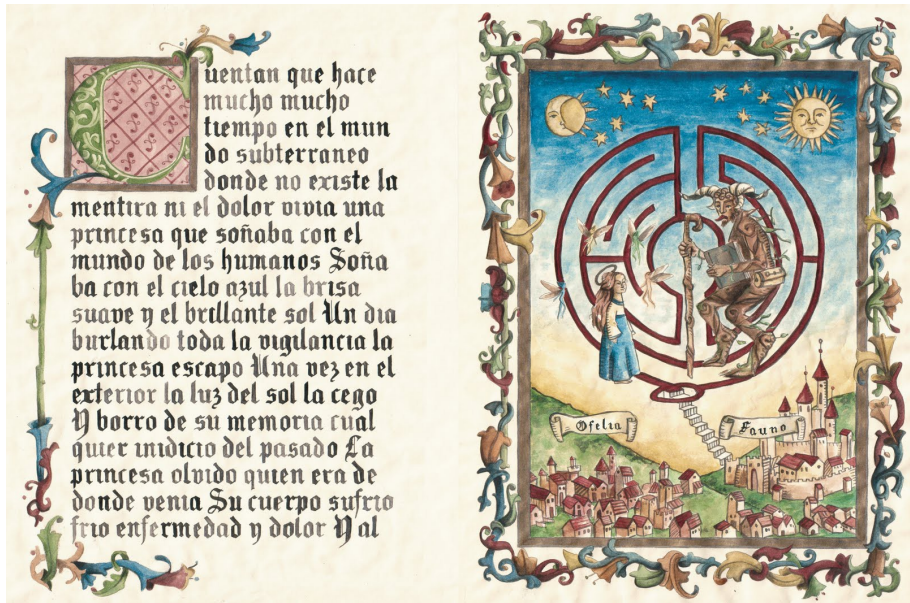 Cuentan que hace
mucho mucho
tiempo en el mun
do subterraneo
donde no existe la
mentira ni el dolor vivia una
princesa que soñaba con el
mundo de los humanos Soña
ba con el cielo azul la brisa
suave y el brillante sol Un dia
burlando toda la vigilancia la
princesa escapo Una vez en el
exterior la luz del sol la cego
Y borro de su memoria cual
quier inidicio del pasado La
princesa olvido quien era de
donde venia Su cuerpo sufrio
frio enfermedad y dolor Y al
Ofelia
Fauno